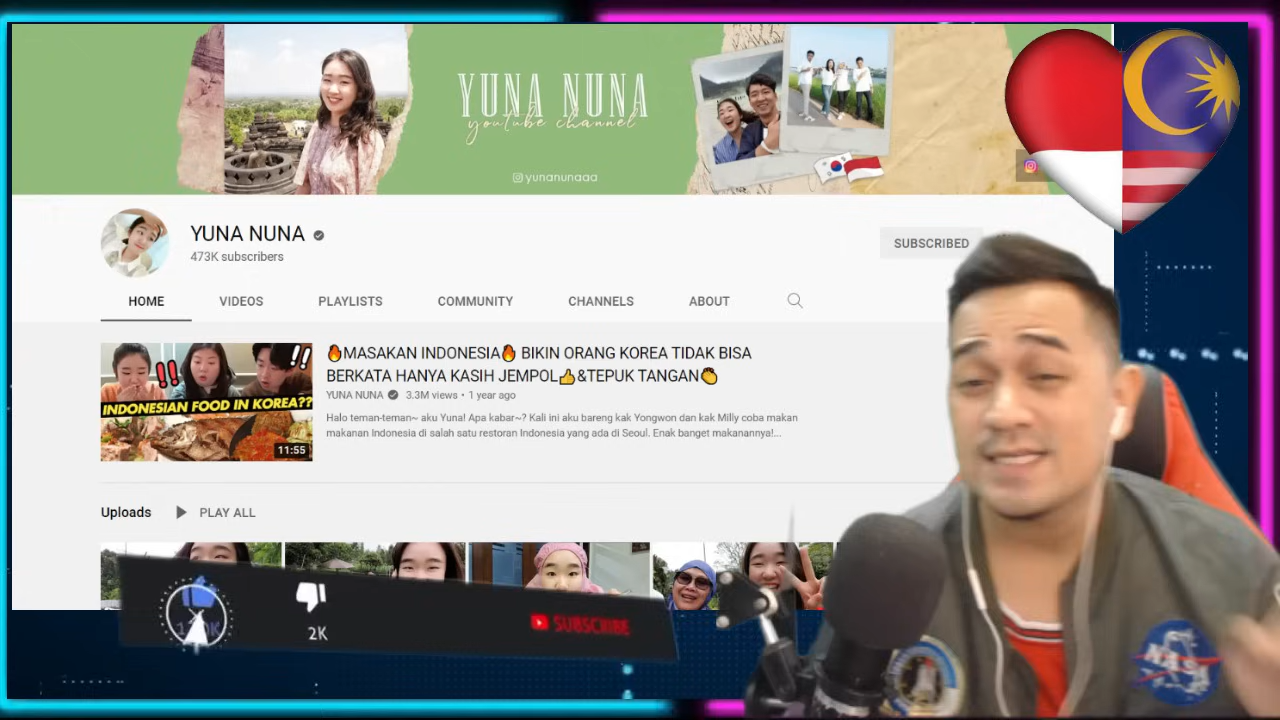 YUNA NUNA
youtube channel
yunanunaaa
YUNA NUNA
473K subscribers
SUBSCRIBED
HOME VIDEOS PLAYLISTS COMMUNITY CHANNELS ABOUT
!!
!!
INDONESIAN FOOD IN KOREA??
11:55
🔥MASAKAN INDONESIA🔥 BIKIN ORANG KOREA TIDAK BISA
BERKATA HANYA KASIH JEMPOL👍&TEPUK TANGAN👏
YUNA NUNA 3.3M views • 1 year ago
Halo teman-teman~ aku Yuna! Apa kabar~? Kali ini aku bareng kak Yongwon dan kak Milly coba makan
makanan Indonesia di salah satu restoran Indonesia yang ada di Seoul. Enak banget makanannya!...
Uploads PLAY ALL
2K
SUBSCRIBE
NASA